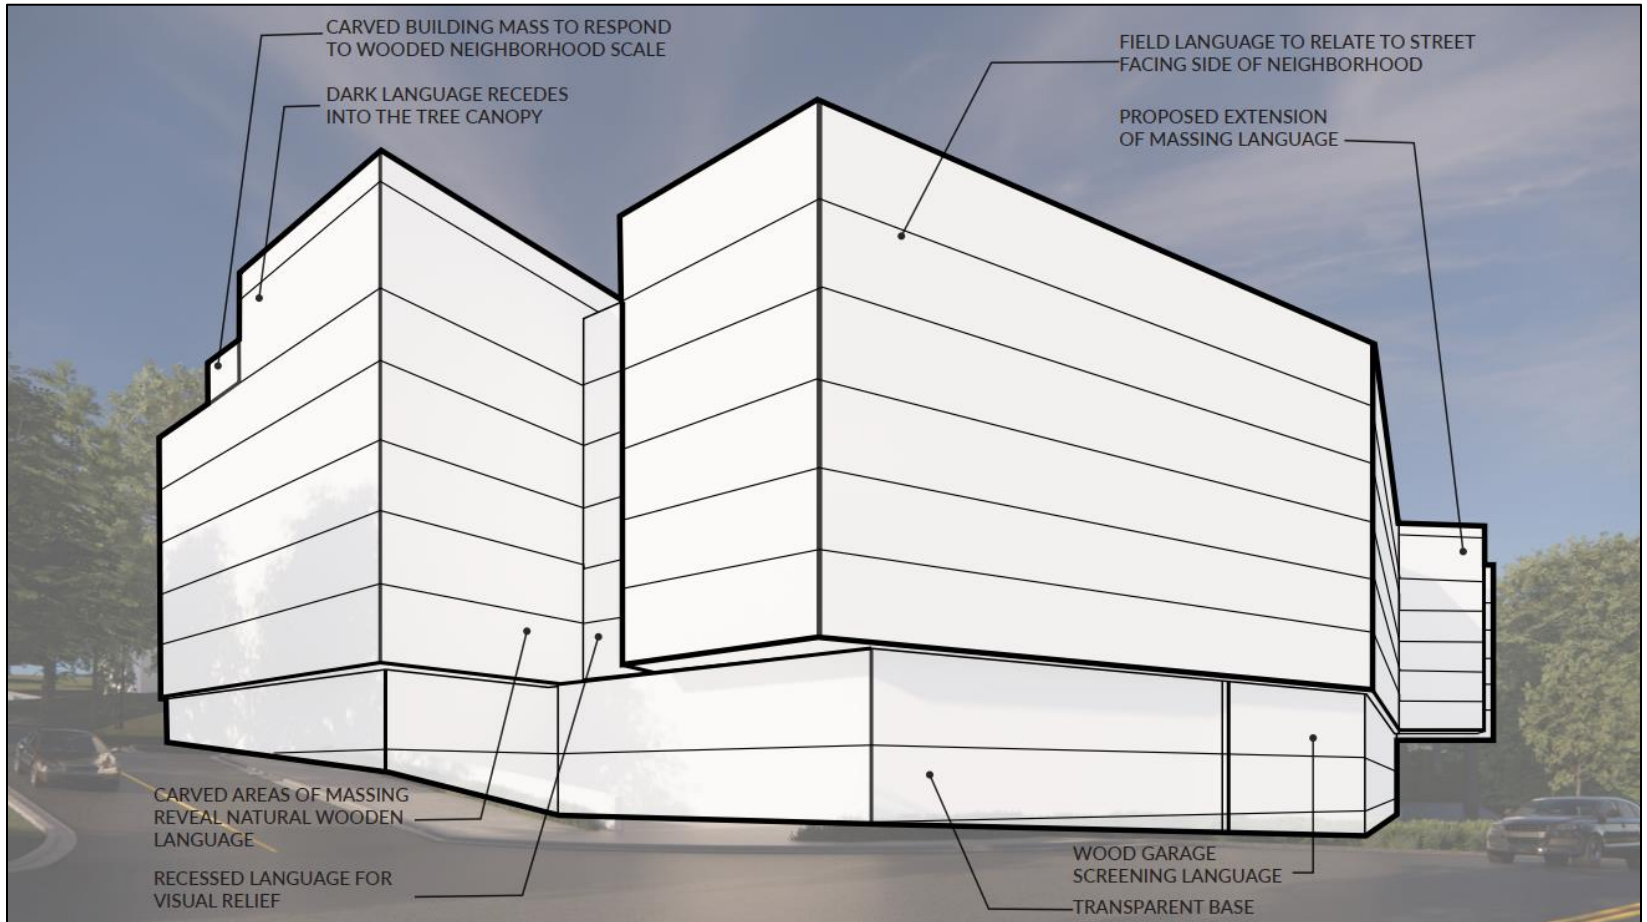 CARVED BUILDING MASS TO RESPOND
TO WOODED NEIGHBORHOOD SCALE
DARK LANGUAGE RECEDES
INTO THE TREE CANOPY
FIELD LANGUAGE TO RELATE TO STREET
FACING SIDE OF NEIGHBORHOOD
PROPOSED EXTENSION
OF MASSING LANGUAGE
CARVED AREAS OF MASSING
REVEAL NATURAL WOODEN
LANGUAGE
RECESSED LANGUAGE FOR
VISUAL RELIEF
WOOD GARAGE
SCREENING LANGUAGE
TRANSPARENT BASE